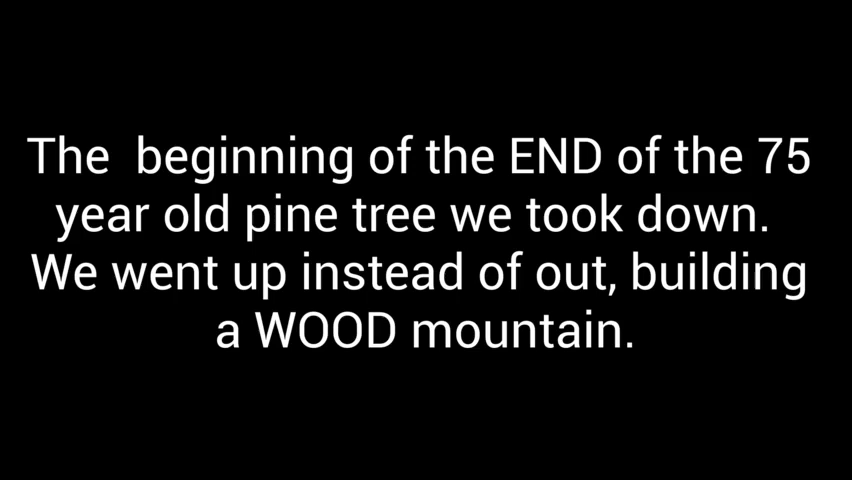 The  beginning of the END of the 75
year old pine tree we took down.
We went up instead of out, building
a WOOD mountain.